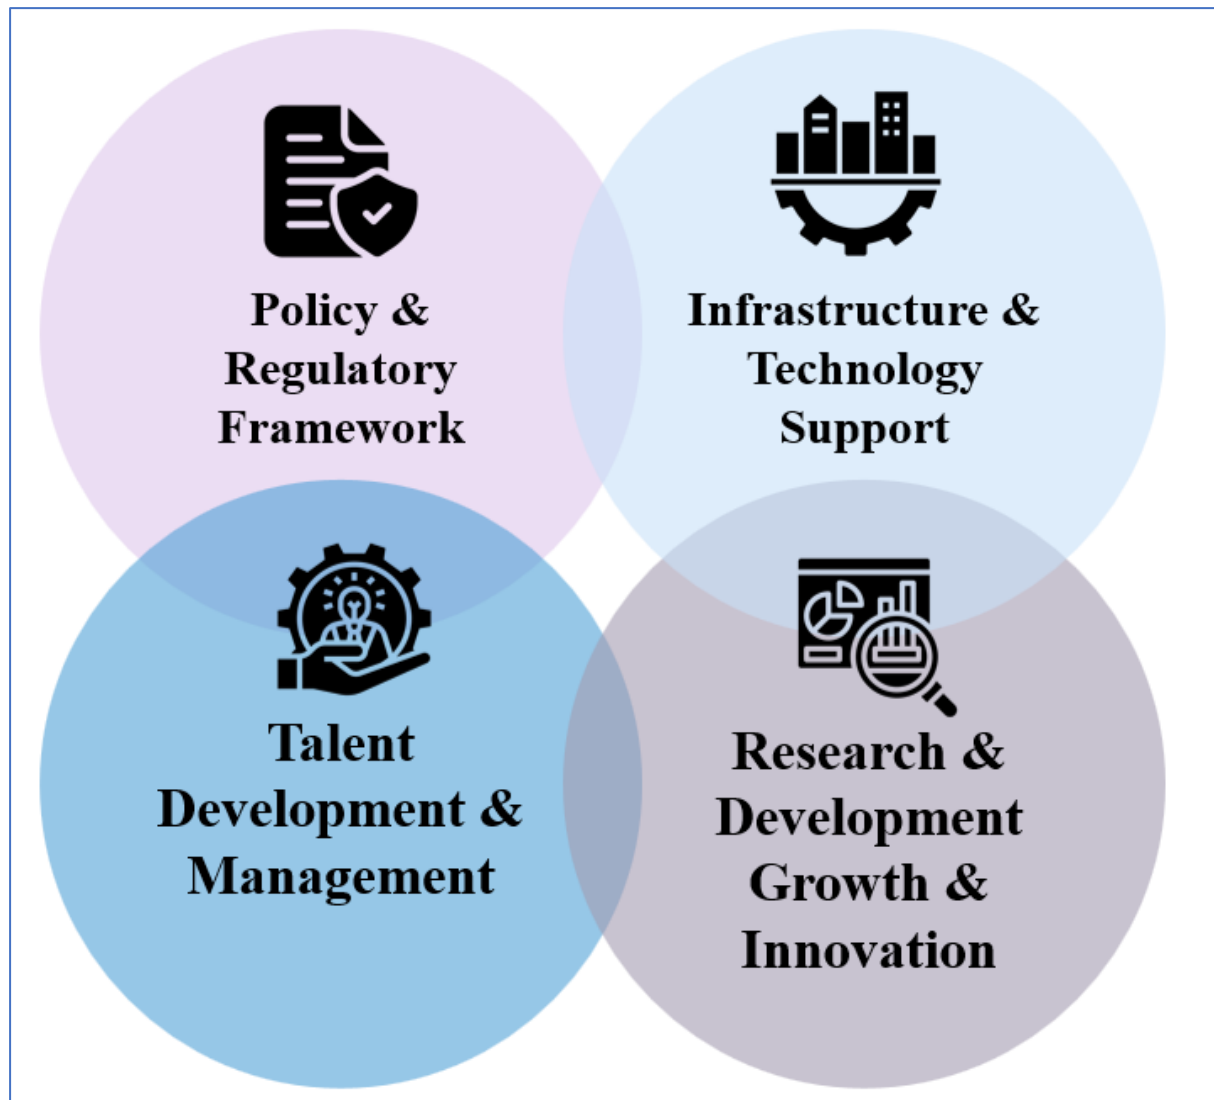 Policy &
Regulatory
Framework
Infrastructure &
Technology
Support
Talent
Development &
Management
Research &
Development
Growth &
Innovation